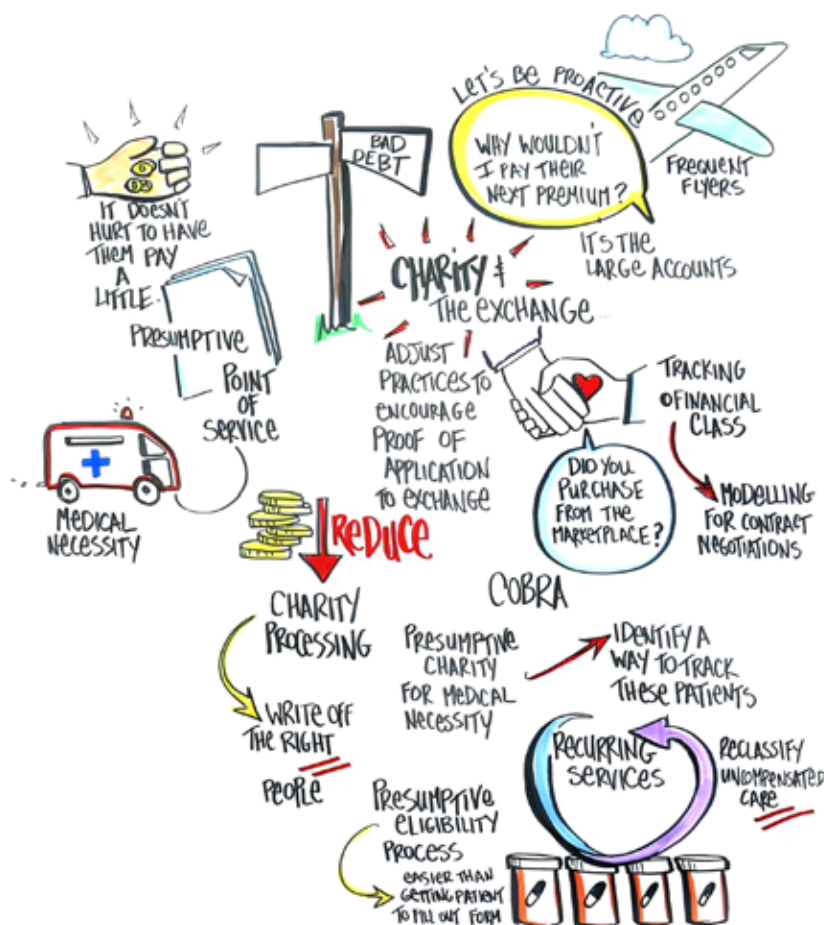 LET'S BE PROACTIVE
WHY WOULDN'T
I PAY THEIR
NEXT PREMIUM?
FREQUENT
FLYERS
IT'S THE
LARGE ACCOUNTS
BAD
DEBT
IT DOESN'T
HURT TO HAVE
THEM PAY
A
LITTLE.
CHARITY &
THE EXCHANGE...
PRESUMPTIVE
POINT
OF
SERVICE
MEDICAL
NECESSITY
ADJUST
PRACTICES TO
ENCOURAGE
PROOF OF
APPLICATION
TO EXCHANGE
TRACKING
FINANCIAL
CLASS
DID YOU
PURCHASE
FROM THE
MARKETPLACE?
MODELLING
FOR CONTRACT
NEGOTIATIONS
REDUCE
CHARITY
PROCESSING
WRITE OFF
THE RIGHT
PEOPLE
COBRA
PRESUMPTIVE
CHARITY
FOR MEDICAL
NECESSITY
IDENTIFY A
WAY TO TRACK
THESE PATIENTS
RECURRING
SERVICES
RECLASSIFY
UNCOMPENSATED
CARE
PRESUMPTIVE
ELIGIBILITY
PROCESS
EASIER THAN
GETTING PATIENT
TO FILL OUT FORM